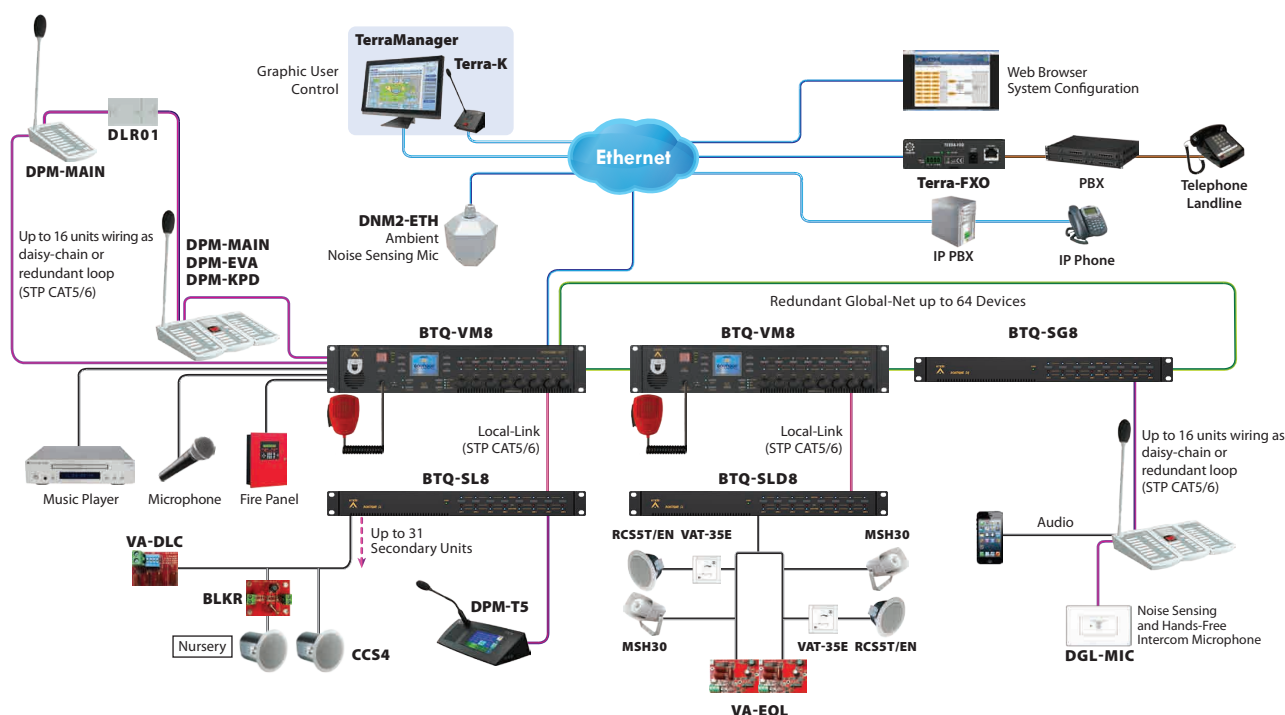 TerraManager
Terra-K
Graphic User
Control
Web Browser
System Configuration
DLR01
DPM-MAIN
Ethernet
Terra-FXO
PBX
Telephone
Landline
Up to 16 units wiring as
daisy-chain or
redundant loop
(STP CAT5/6)
DPM-MAIN
DPM-EVA
DPM-KPD
DNM2-ETH
Ambient
Noise Sensing Mic
IP PBX
IP Phone
Redundant Global-Net up to 64 Devices
BTQ-VM8
BTQ-VM8
BTQ-SG8
Music Player
Microphone
Fire Panel
Local-Link
(STP CAT5/6)
Local-Link
(STP CAT5/6)
Up to 16 units wiring as
daisy-chain or
redundant loop
(STP CAT5/6)
BTQ-SL8
BTQ-SLD8
Up to 31
Secondary Units
VA-DLC
BLKR
Nursery
CCS4
DPM-T5
RCS5T/EN
VAT-35E
MSH30
MSH30
VAT-35E
RCS5T/EN
VA-EOL
Audio
Noise Sensing
and Hands-Free
Intercom Microphone
DGL-MIC